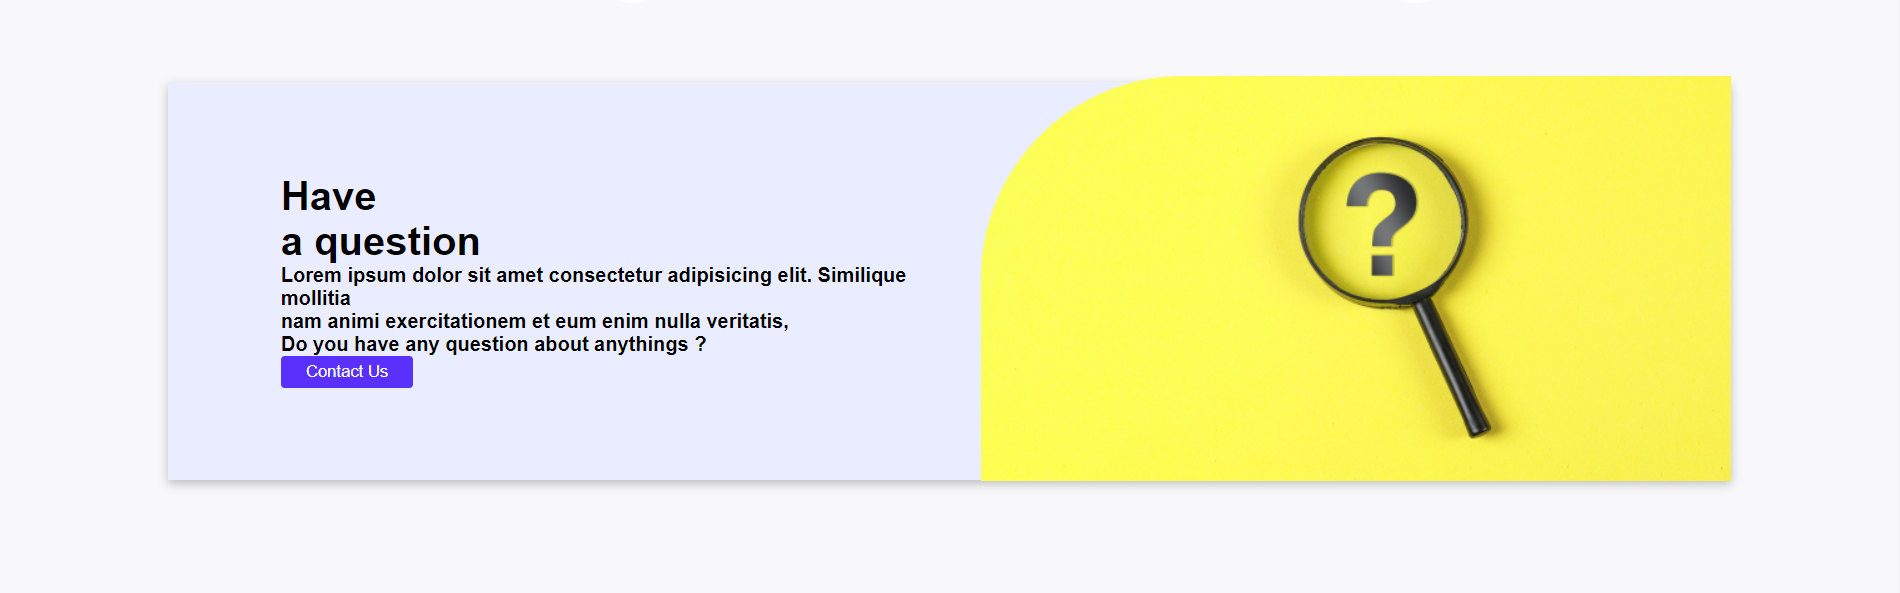 Have
a question
Lorem ipsum dolor sit amet consectetur adipisicing elit. Similique
mollitia
nam animi exercitationem et eum enim nulla veritatis,
Do you have any question about anythings ?
Contact Us
?